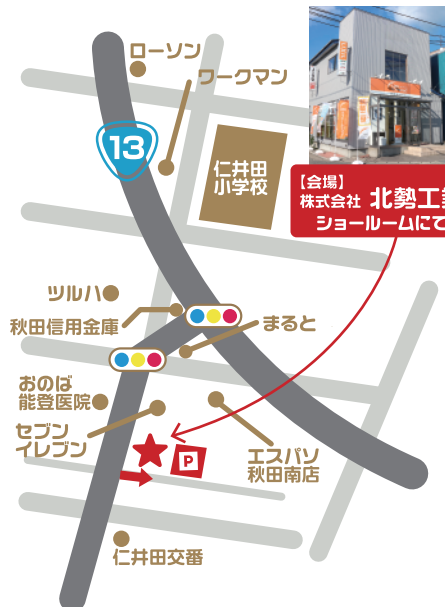 ローソン
ワークマン
13
仁井田
小学校
【会場】
株式会社 北勢工業
ショールームにて
ツルハ
秋田信用金庫
まると
おのば
能登医院
セブン
イレブン
P
エスパソ
秋田南店
仁井田交番